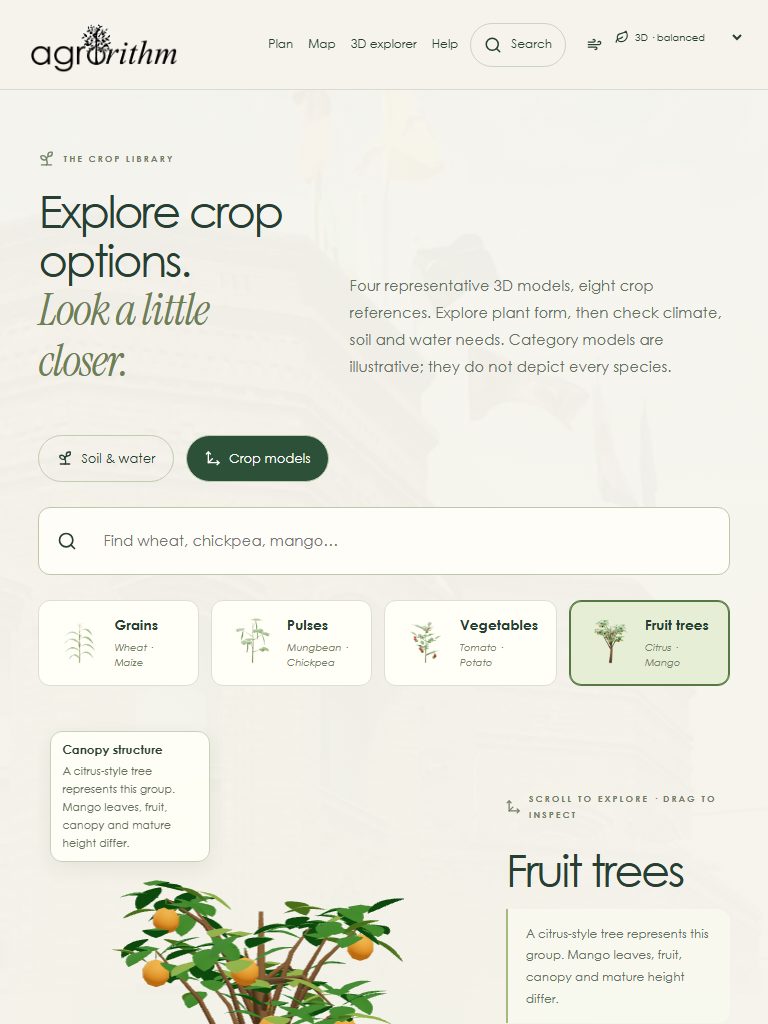 agrorithm
Plan Map 3D explorer Help Search 3D · balanced
THE CROP LIBRARY
Explore crop
options.
Look a little
closer.
Four representative 3D models, eight crop
references. Explore plant form, then check climate,
soil and water needs. Category models are
illustrative; they do not depict every species.
Soil & water
Crop models
Find wheat, chickpea, mango...
Grains
Wheat ·
Maize
Pulses
Mungbean ·
Chickpea
Vegetables
Tomato ·
Potato
Fruit trees
Citrus ·
Mango
Canopy structure
A citrus-style tree
represents this group.
Mango leaves, fruit,
canopy and mature
height differ.
SCROLL TO EXPLORE · DRAG TO
INSPECT
Fruit trees
A citrus-style tree represents this
group. Mango leaves, fruit,
canopy and mature height
differ.